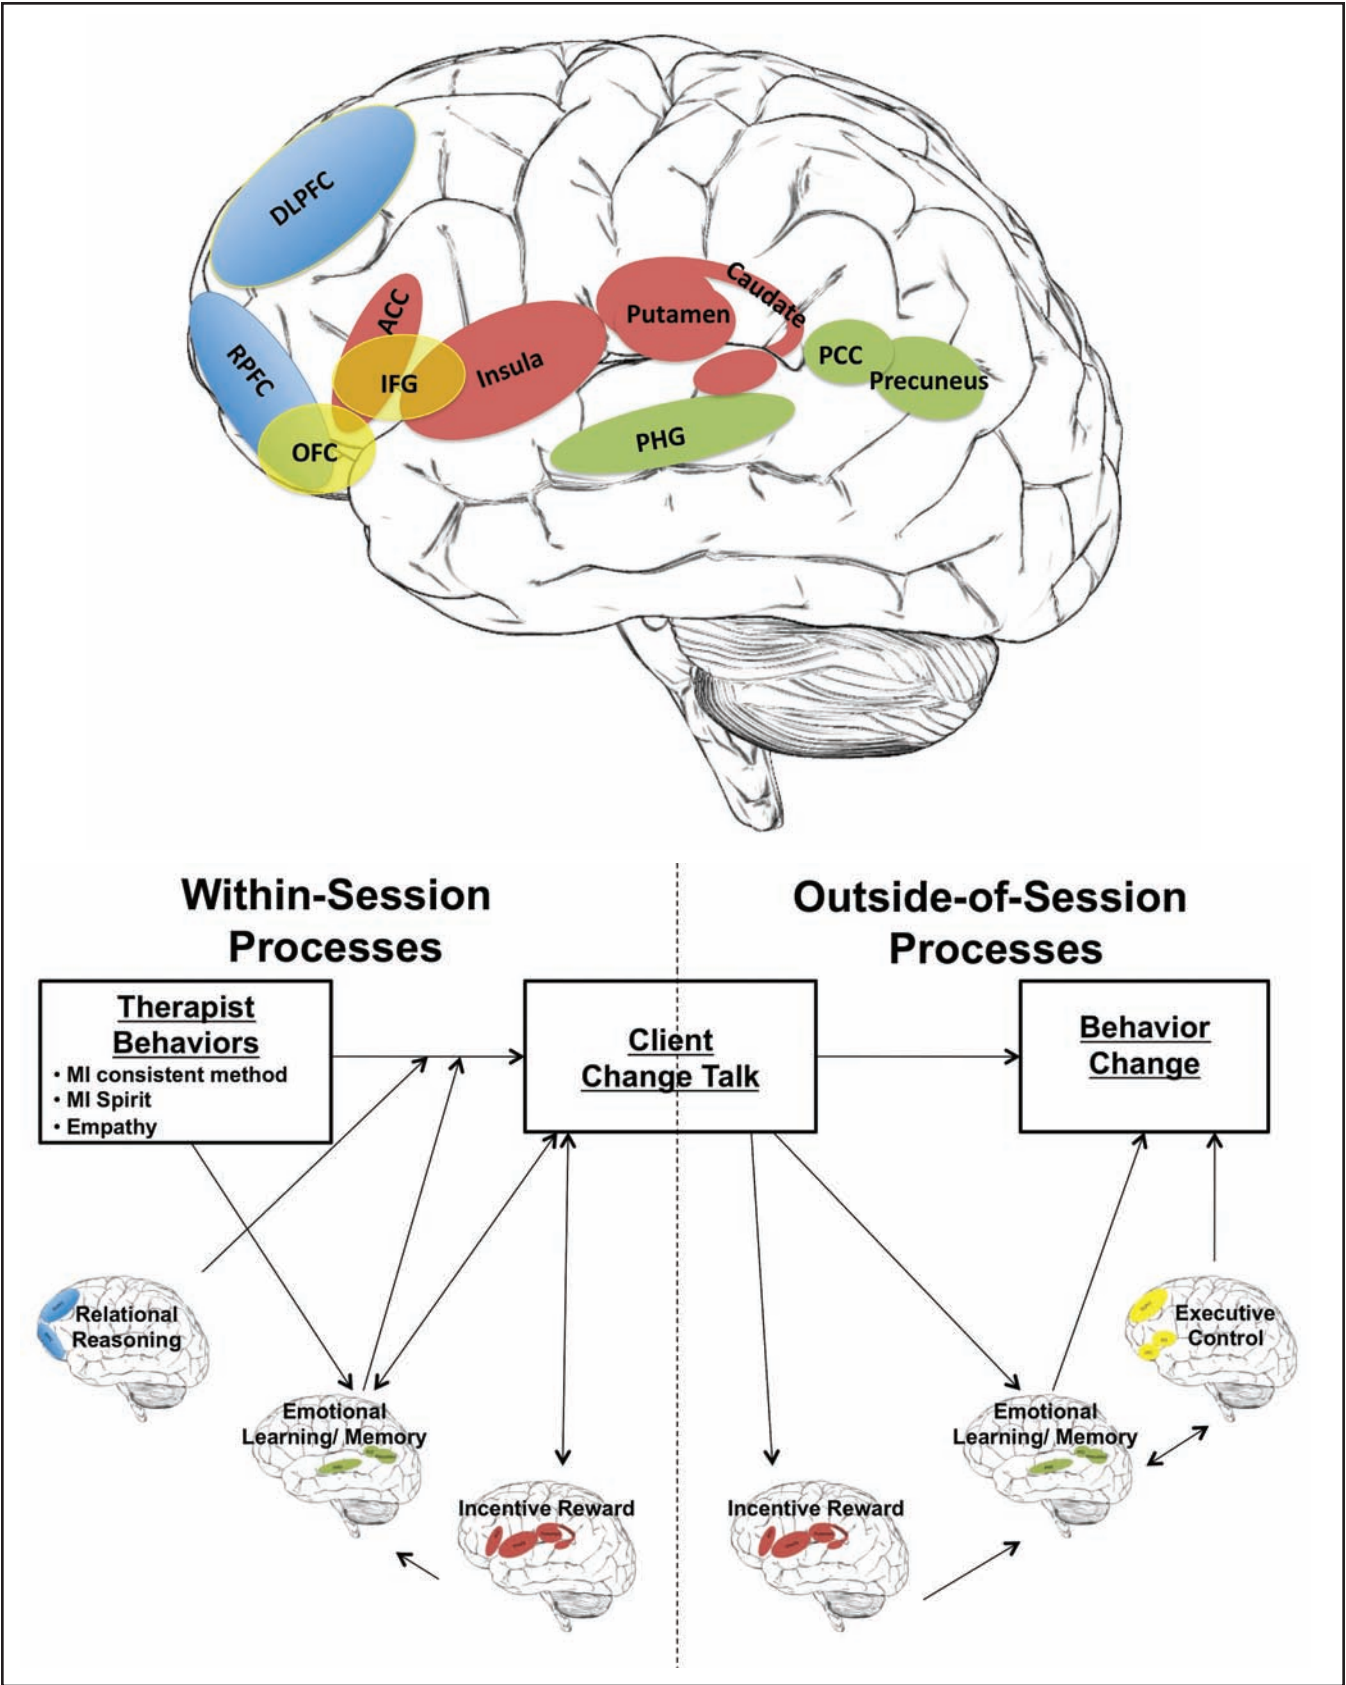 DLPFC
RPFC
ACC
IFG
OFC
Insula
Putamen
Caudate
PCC
Precuneus
PHG
Within-Session
Processes
Outside-of-Session
Processes
Therapist
Behaviors
• MI consistent method
• MI Spirit
• Empathy
Client
Change Talk
Behavior
Change
Relational
Reasoning
Executive
Control
Emotional
Learning/ Memory
Emotional
Learning/ Memory
Incentive Reward
Incentive Reward